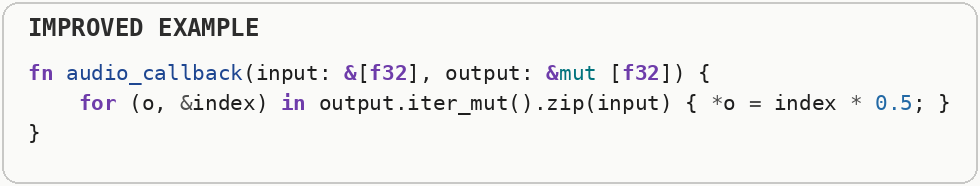 IMPROVED EXAMPLE
fn audio_callback(input: &[f32], output: &mut [f32]) {
    for (o, &index) in output.iter_mut().zip(input) { *o = index * 0.5; }
}